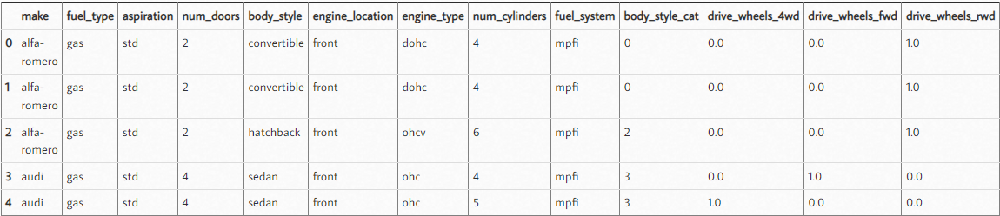 make fuel_type aspiration num_doors body_style engine_location engine_type num_cylinders fuel_system body_style_cat drive_wheels_4wd drive_wheels_fwd drive_wheels_rwd
0 alfa- gas std 2 convertible front dohc 4 mpfi 0 0.0 0.0 1.0
romero
1 alfa- gas std 2 convertible front dohc 4 mpfi 0 0.0 0.0 1.0
romero
2 alfa- gas std 2 hatchback front ohcv 6 mpfi 2 0.0 0.0 1.0
romero
3 audi gas std 4 sedan front ohc 4 mpfi 3 0.0 1.0 0.0
4 audi gas std 4 sedan front ohc 5 mpfi 3 1.0 0.0 0.0